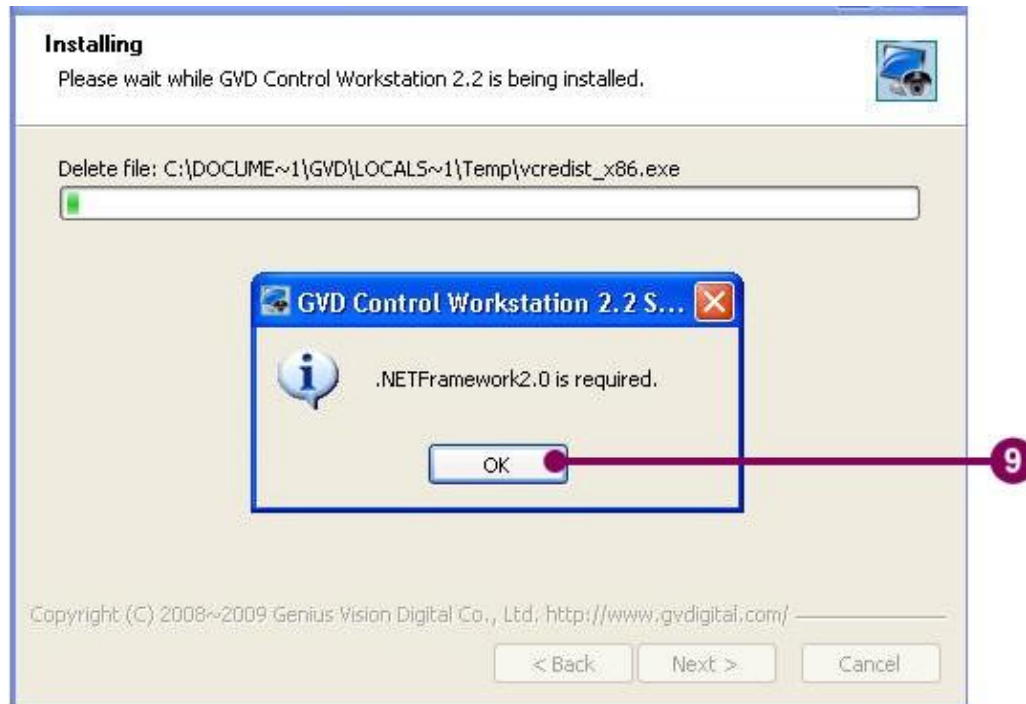 Installing
Please wait while GVD Control Workstation 2.2 is being installed.
Delete file: C:\DOCUME~1\GVD\LOCALS~1\Temp\vcredist_x86.exe
GVD Control Workstation 2.2 S...
.NETFramework2.0 is required.
OK
9
Copyright (C) 2008~2009 Genius Vision Digital Co., Ltd. http://www.gvdigital.com/
< Back Next > Cancel